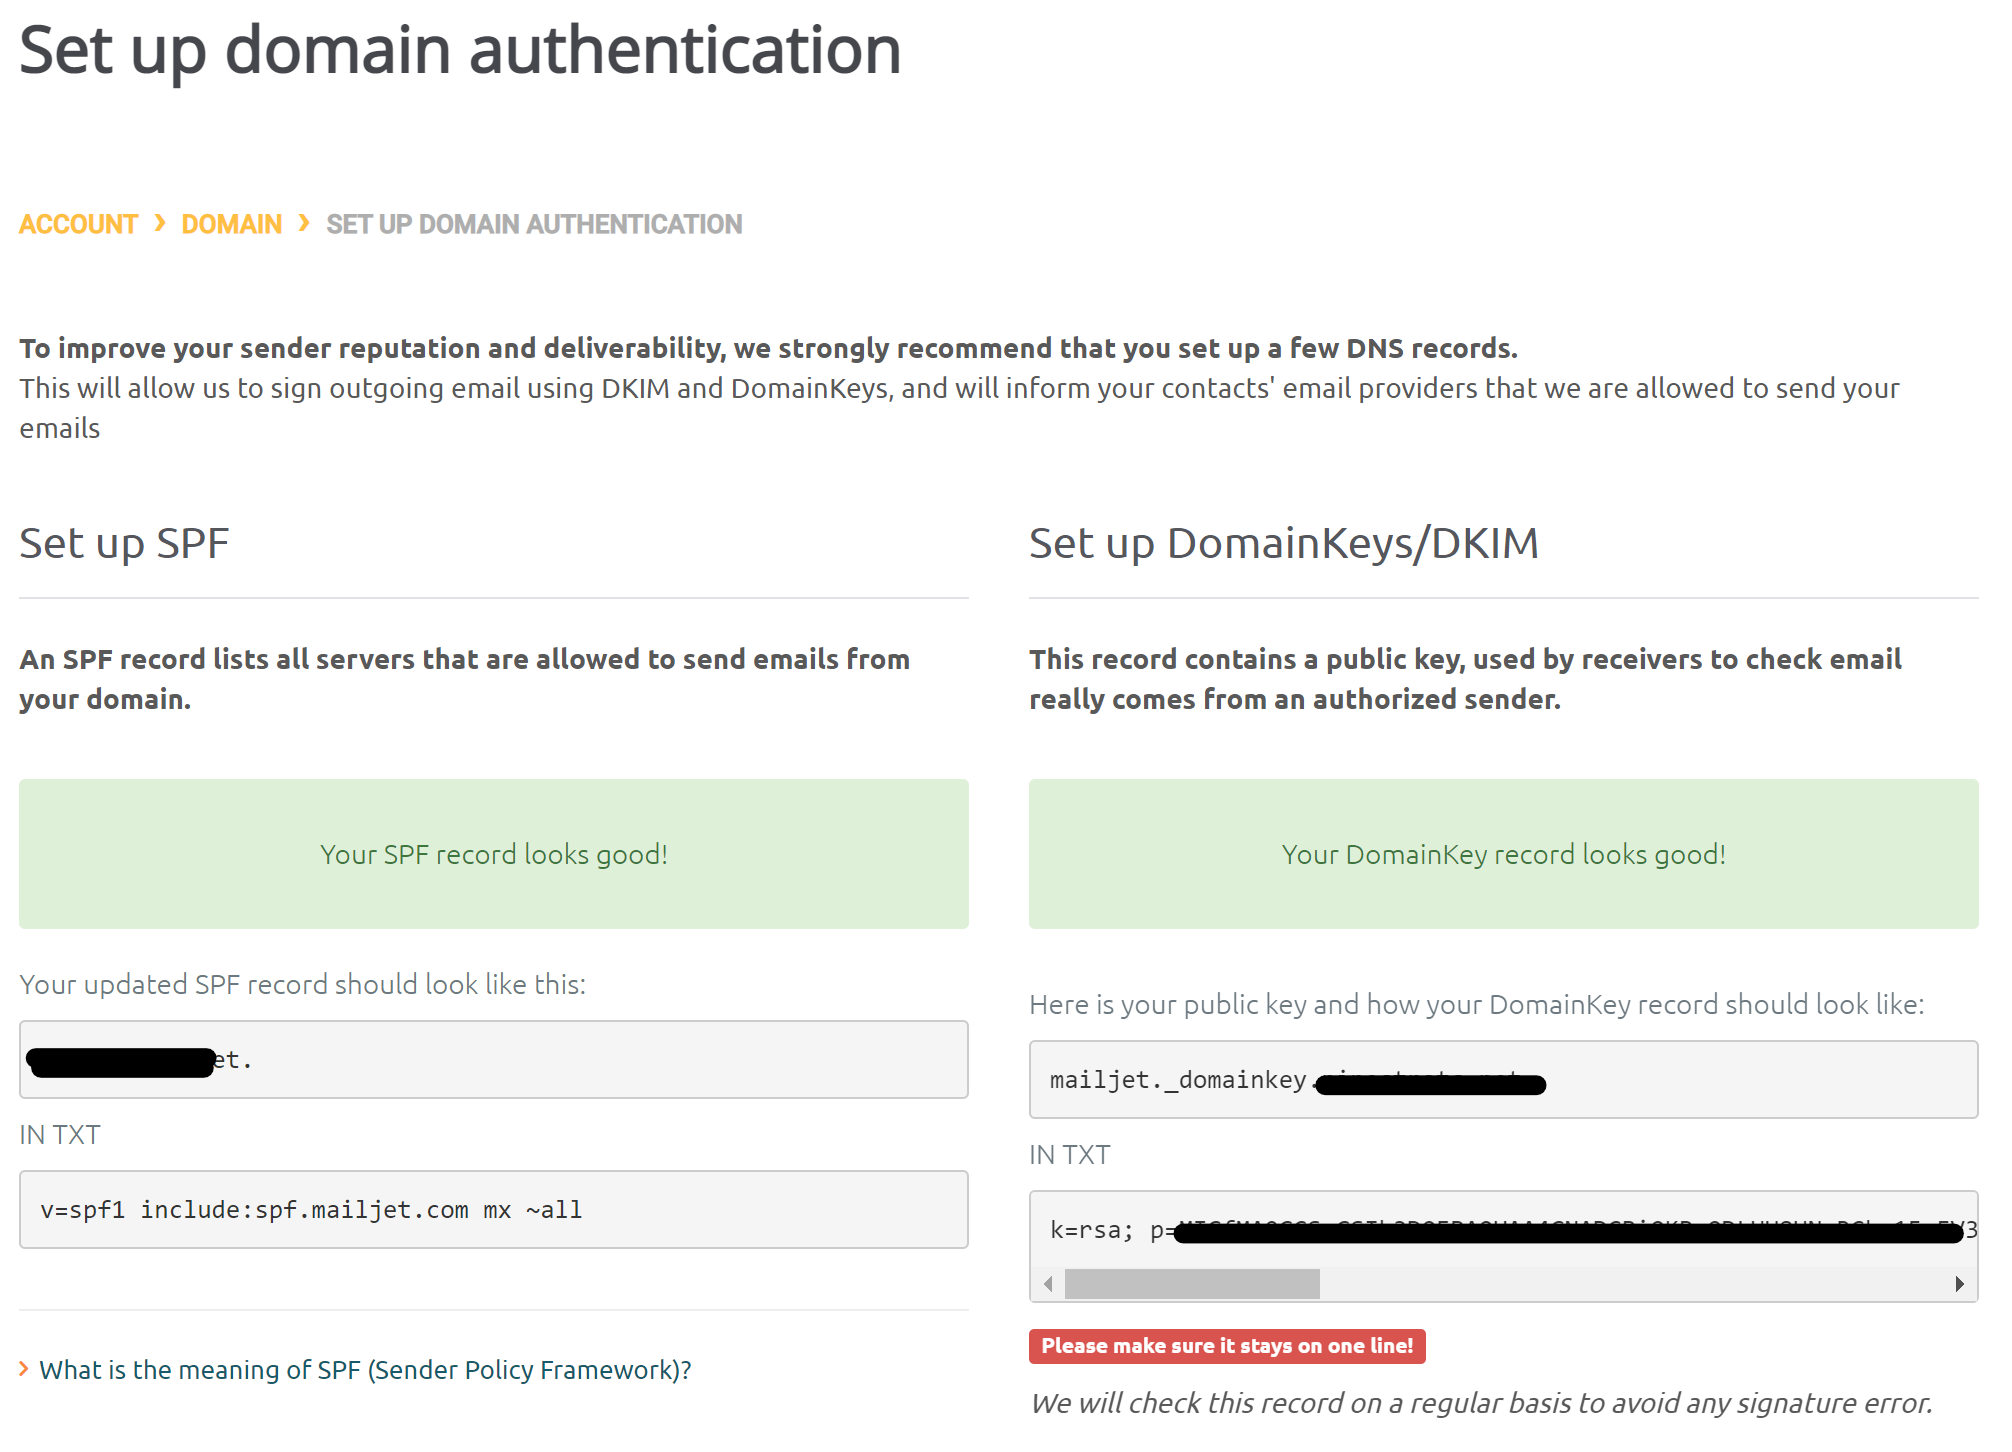 Set up domain authentication
ACCOUNT › DOMAIN › SET UP DOMAIN AUTHENTICATION
To improve your sender reputation and deliverability, we strongly recommend that you set up a few DNS records.
This will allow us to sign outgoing email using DKIM and DomainKeys, and will inform your contacts' email providers that we are allowed to send your
emails
Set up SPF
An SPF record lists all servers that are allowed to send emails from
your domain.
Your SPF record looks good!
Your updated SPF record should look like this:
et.
IN TXT
v=spf1 include:spf.mailjet.com mx ~all
› What is the meaning of SPF (Sender Policy Framework)?
Set up DomainKeys/DKIM
This record contains a public key, used by receivers to check email
really comes from an authorized sender.
Your DomainKey record looks good!
Here is your public key and how your DomainKey record should look like:
mailjet._domainkey.
IN TXT
k=rsa; p=
Please make sure it stays on one line!
We will check this record on a regular basis to avoid any signature error.